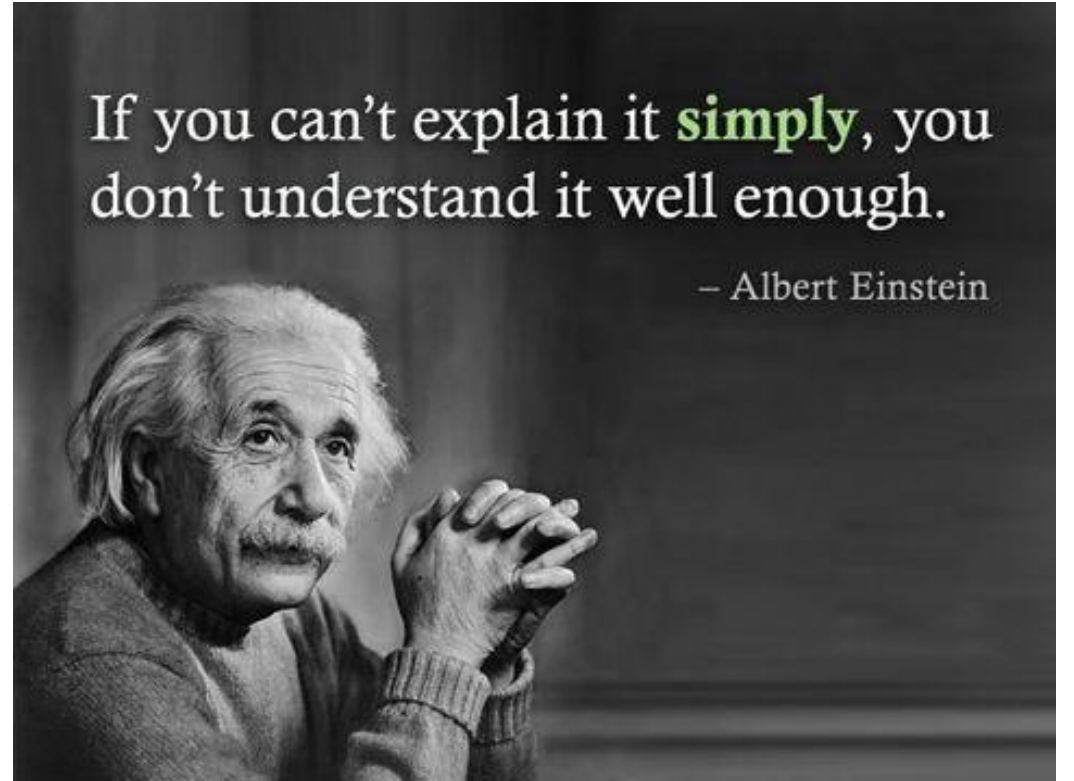 If you can’t explain it simply, you
don’t understand it well enough.
– Albert Einstein